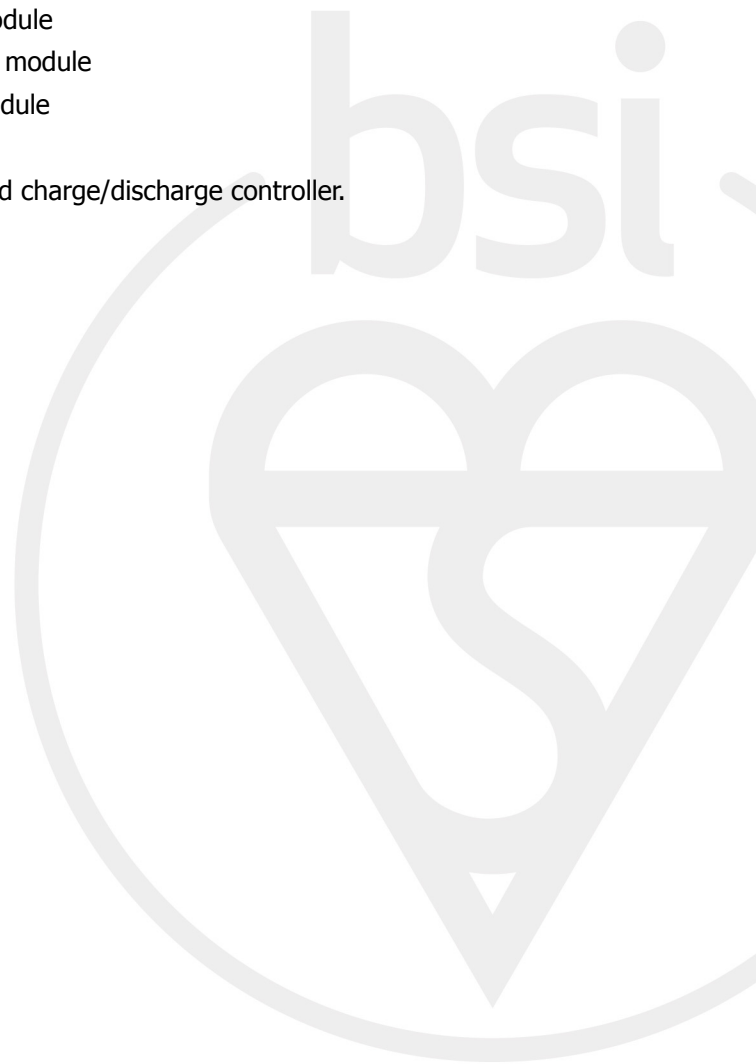 odule
module
dule
d charge/discharge controller.
bsi